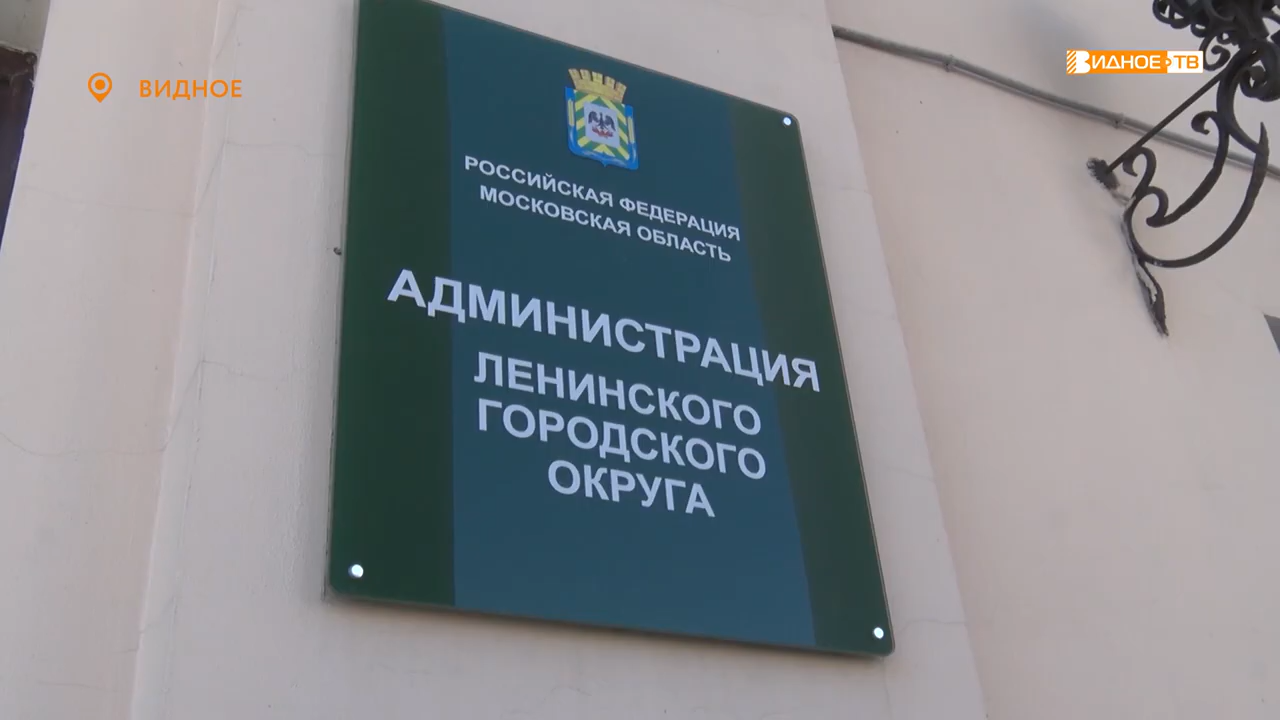 ВИДНОЕ
ВИДНОЕ ТВ
РОССИЙСКАЯ ФЕДЕРАЦИЯ
МОСКОВСКАЯ ОБЛАСТЬ
АДМИНИСТРАЦИЯ
ЛЕНИНСКОГО
ГОРОДСКОГО
ОКРУГА